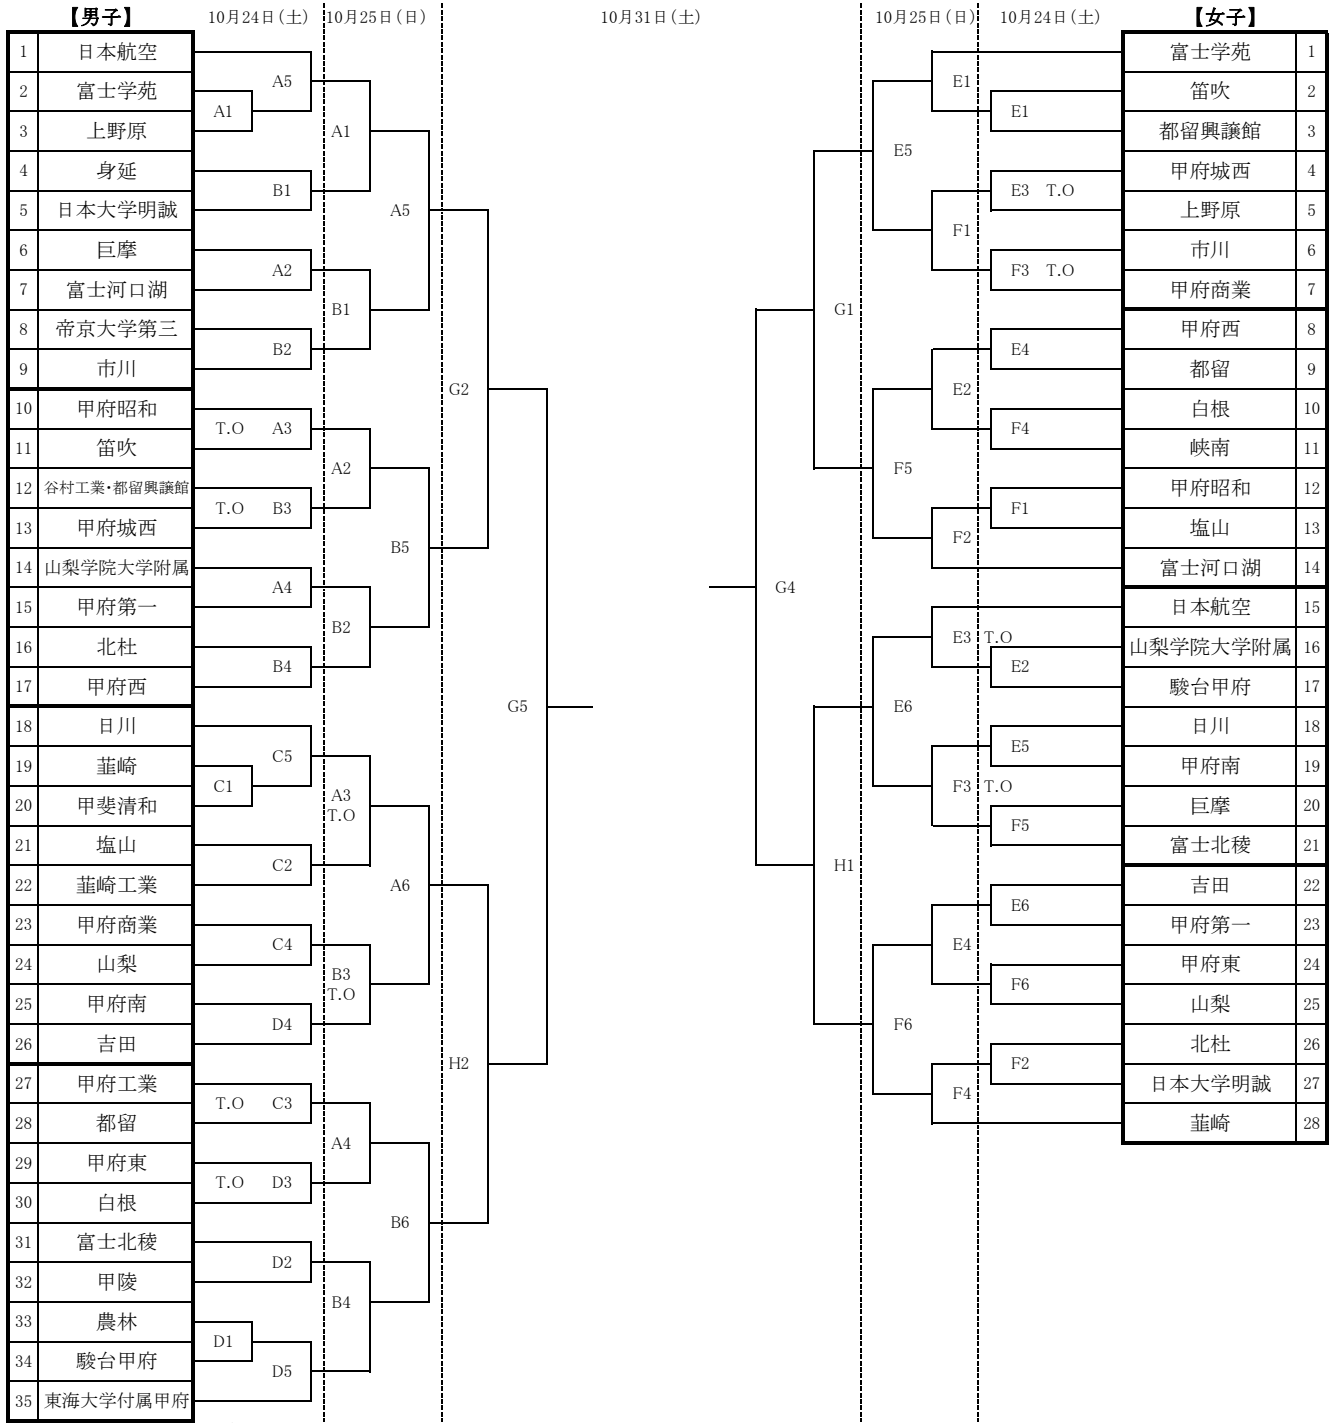 【男子】 10月24日（土） 10月25日（日） 10月31日（土） 10月25日（日） 10月24日（土） 【女子】
1 日本航空
2 富士学苑
3 上野原
4 身延
5 日本大学明誠
6 巨摩
7 富士河口湖
8 帝京大学第三
9 市川
10 甲府昭和
11 笛吹
12 谷村工業・都留興譲館
13 甲府城西
14 山梨学院大学附属
15 甲府第一
16 北杜
17 甲府西
18 日川
19 韮崎
20 甲斐清和
21 塩山
22 韮崎工業
23 甲府商業
24 山梨
25 甲府南
26 吉田
27 甲府工業
28 都留
29 甲府東
30 白根
31 富士北稜
32 甲陵
33 農林
34 駿台甲府
35 東海大学付属甲府
A1
C1
D1
A5
B1
A2
B2
T.O A3
T.O B3
A4
B4
C5
C2
C4
D4
T.O C3
T.O D3
D2
D5
A1
B1
A2
B2
A3
T.O
B3
T.O
A4
B4
A5
B5
A6
B6
G2
H2
G5
G4
G1
H1
E5
F5
E6
F6
E1
F1
E2
F2
E3 T.O
F3 T.O
E4
F4
E1
E3 T.O
F3 T.O
E4
F4
F1
E2
E5
F5
E6
F6
F2
富士学苑 1
笛吹 2
都留興譲館 3
甲府城西 4
上野原 5
市川 6
甲府商業 7
甲府西 8
都留 9
白根 10
峡南 11
甲府昭和 12
塩山 13
富士河口湖 14
日本航空 15
山梨学院大学附属 16
駿台甲府 17
日川 18
甲府南 19
巨摩 20
富士北稜 21
吉田 22
甲府第一 23
甲府東 24
山梨 25
北杜 26
日本大学明誠 27
韮崎 28